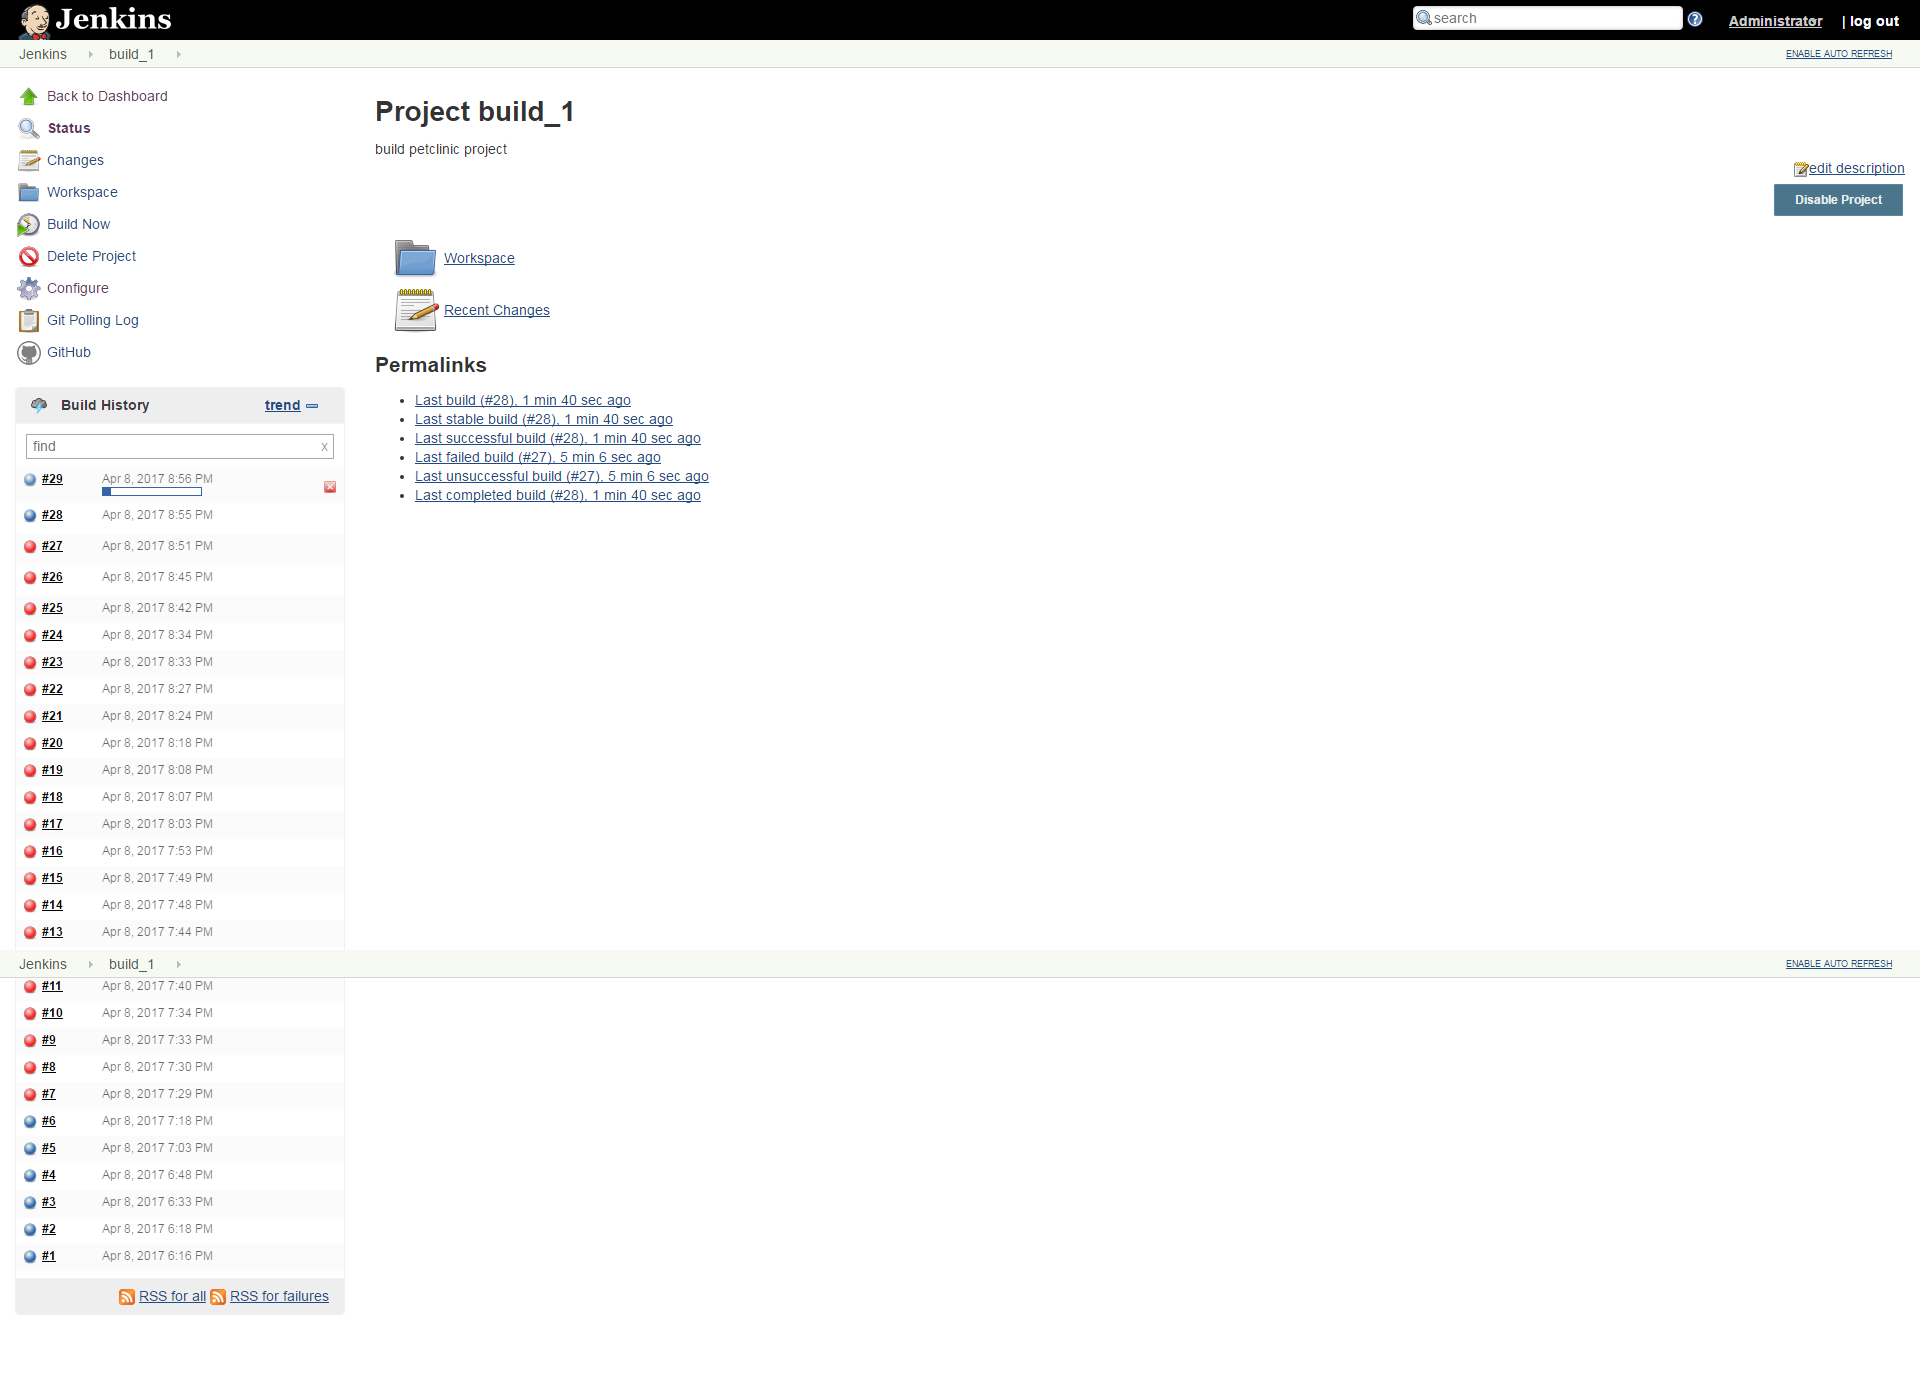 Jenkins
search
Administrator | log out
Jenkins build_1
ENABLE AUTO REFRESH
Back to Dashboard
Status
Changes
Workspace
Build Now
Delete Project
Configure
Git Polling Log
GitHub
Project build_1
build petclinic project
edit description
Disable Project
Workspace
Recent Changes
Permalinks
Last build (#28), 1 min 40 sec ago
Last stable build (#28), 1 min 40 sec ago
Last successful build (#28), 1 min 40 sec ago
Last failed build (#27), 5 min 6 sec ago
Last unsuccessful build (#27), 5 min 6 sec ago
Last completed build (#28), 1 min 40 sec ago
Build History trend
find x
#29 Apr 8, 2017 8:56 PM
#28 Apr 8, 2017 8:55 PM
#27 Apr 8, 2017 8:51 PM
#26 Apr 8, 2017 8:45 PM
#25 Apr 8, 2017 8:42 PM
#24 Apr 8, 2017 8:34 PM
#23 Apr 8, 2017 8:33 PM
#22 Apr 8, 2017 8:27 PM
#21 Apr 8, 2017 8:24 PM
#20 Apr 8, 2017 8:18 PM
#19 Apr 8, 2017 8:08 PM
#18 Apr 8, 2017 8:07 PM
#17 Apr 8, 2017 8:03 PM
#16 Apr 8, 2017 7:53 PM
#15 Apr 8, 2017 7:49 PM
#14 Apr 8, 2017 7:48 PM
#13 Apr 8, 2017 7:44 PM
Jenkins build_1
ENABLE AUTO REFRESH
#11 Apr 8, 2017 7:40 PM
#10 Apr 8, 2017 7:34 PM
#9 Apr 8, 2017 7:33 PM
#8 Apr 8, 2017 7:30 PM
#7 Apr 8, 2017 7:29 PM
#6 Apr 8, 2017 7:18 PM
#5 Apr 8, 2017 7:03 PM
#4 Apr 8, 2017 6:48 PM
#3 Apr 8, 2017 6:33 PM
#2 Apr 8, 2017 6:18 PM
#1 Apr 8, 2017 6:16 PM
RSS for all RSS for failures